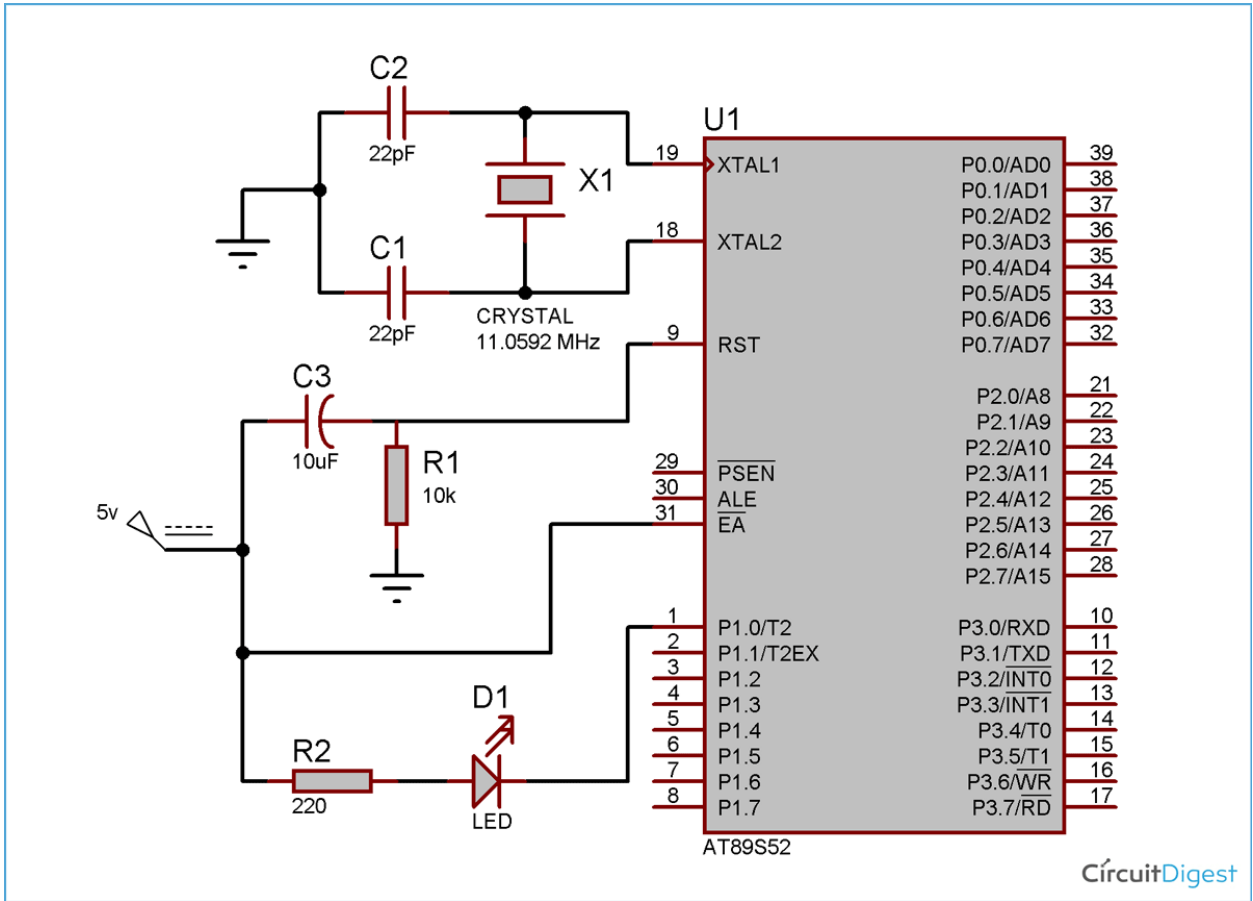 C2
22pF
X1
C1
22pF
CRYSTAL
11.0592 MHz
C3
10uF
R1
10k
5v
R2
220
D1
LED
U1
19 XTAL1
18 XTAL2
9 RST
29 PSEN
30 ALE
31 EA
1 P1.0/T2
2 P1.1/T2EX
3 P1.2
4 P1.3
5 P1.4
6 P1.5
7 P1.6
8 P1.7
P0.0/AD0 39
P0.1/AD1 38
P0.2/AD2 37
P0.3/AD3 36
P0.4/AD4 35
P0.5/AD5 34
P0.6/AD6 33
P0.7/AD7 32
P2.0/A8 21
P2.1/A9 22
P2.2/A10 23
P2.3/A11 24
P2.4/A12 25
P2.5/A13 26
P2.6/A14 27
P2.7/A15 28
P3.0/RXD 10
P3.1/TXD 11
P3.2/INT0 12
P3.3/INT1 13
P3.4/T0 14
P3.5/T1 15
P3.6/WR 16
P3.7/RD 17
AT89S52
CircuitDigest